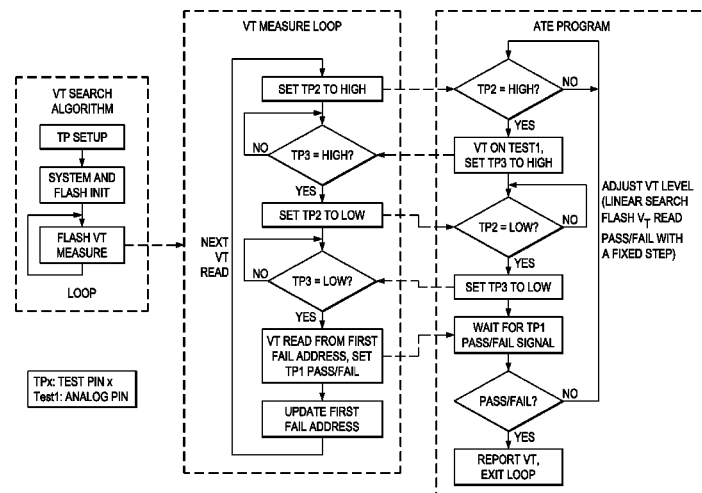 VT SEARCH
ALGORITHM
TP SETUP
SYSTEM AND
FLASH INIT
FLASH VT
MEASURE
LOOP
TPx: TEST PIN x
Test1: ANALOG PIN
VT MEASURE LOOP
SET TP2 TO HIGH
TP3 = HIGH?
NO
YES
SET TP2 TO LOW
NEXT
VT
READ
TP3 = LOW?
NO
YES
VT READ FROM FIRST
FAIL ADDRESS, SET
TP1 PASS/FAIL
UPDATE FIRST
FAIL ADDRESS
ATE PROGRAM
TP2 = HIGH?
NO
YES
VT ON TEST1,
SET TP3 TO HIGH
TP2 = LOW?
NO
YES
SET TP3 TO LOW
WAIT FOR TP1
PASS/FAIL SIGNAL
PASS/FAIL?
NO
YES
REPORT VT,
EXIT LOOP
ADJUST VT LEVEL
(LINEAR SEARCH
FLASH VT READ
PASS/FAIL WITH
A FIXED STEP)